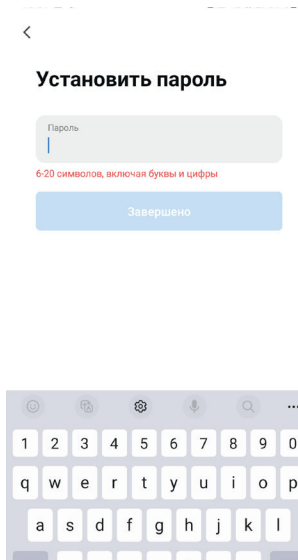 Установить пароль
Пароль
6-20 символов, включая буквы и цифры
Завершено
1 2 3 4 5 6 7 8 9 0
q w e r t y u i o p
a s d f g h j k l